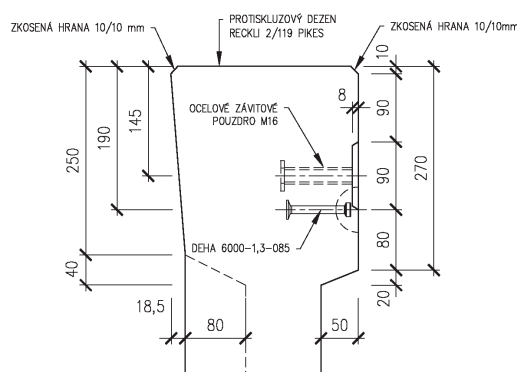 PROTISKLUZOVÝ DEZEN
RECKLI 2/119 PIKES
ZKOSENÁ HRANA 10/10 mm
ZKOSENÁ HRANA 10/10mm
10
8
OCELOVÉ ZÁVITOVÉ
POUZDRO M16
90
145
190
250
90
270
DEHA 6000-1,3-085
80
40
20
18,5
80
50